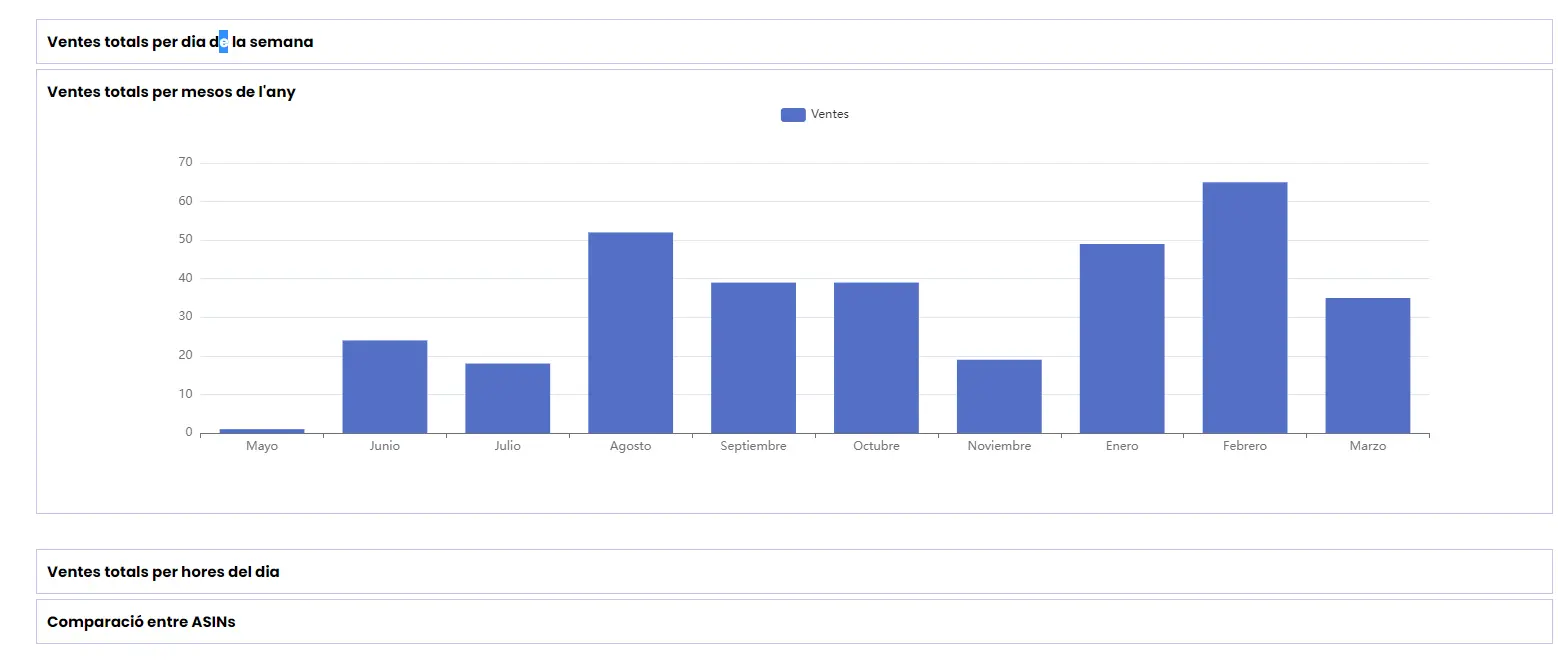 Ventes totals per dia de la semana
Ventes totals per mesos de l'any
Ventes
70
60
50
40
30
20
10
0
Mayo Junio Julio Agosto Septiembre Octubre Noviembre Enero Febrero Marzo
Ventes totals per hores del dia
Comparació entre ASINs